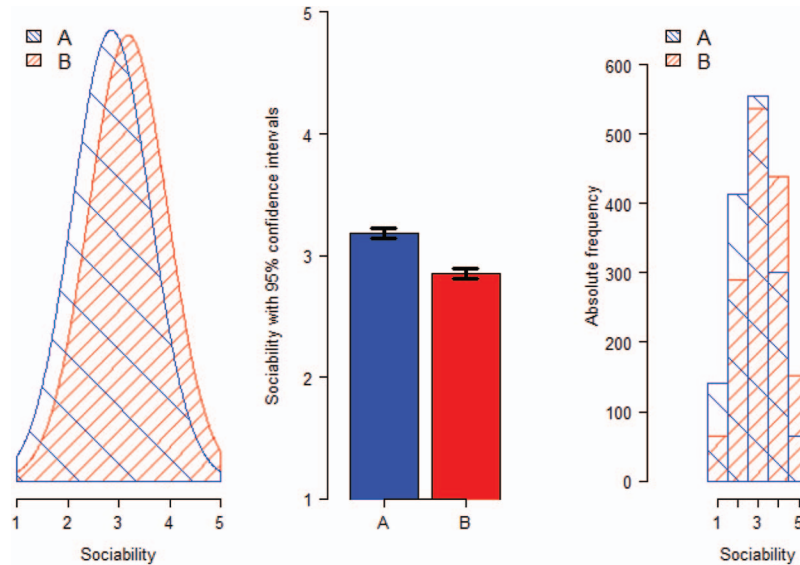 A
B
1 2 3 4 5
Sociability
Sociability with 95% confidence intervals
5
4
3
2
1
A B
A
B
Absolute frequency
600
500
400
300
200
100
0
1 3 5
Sociability